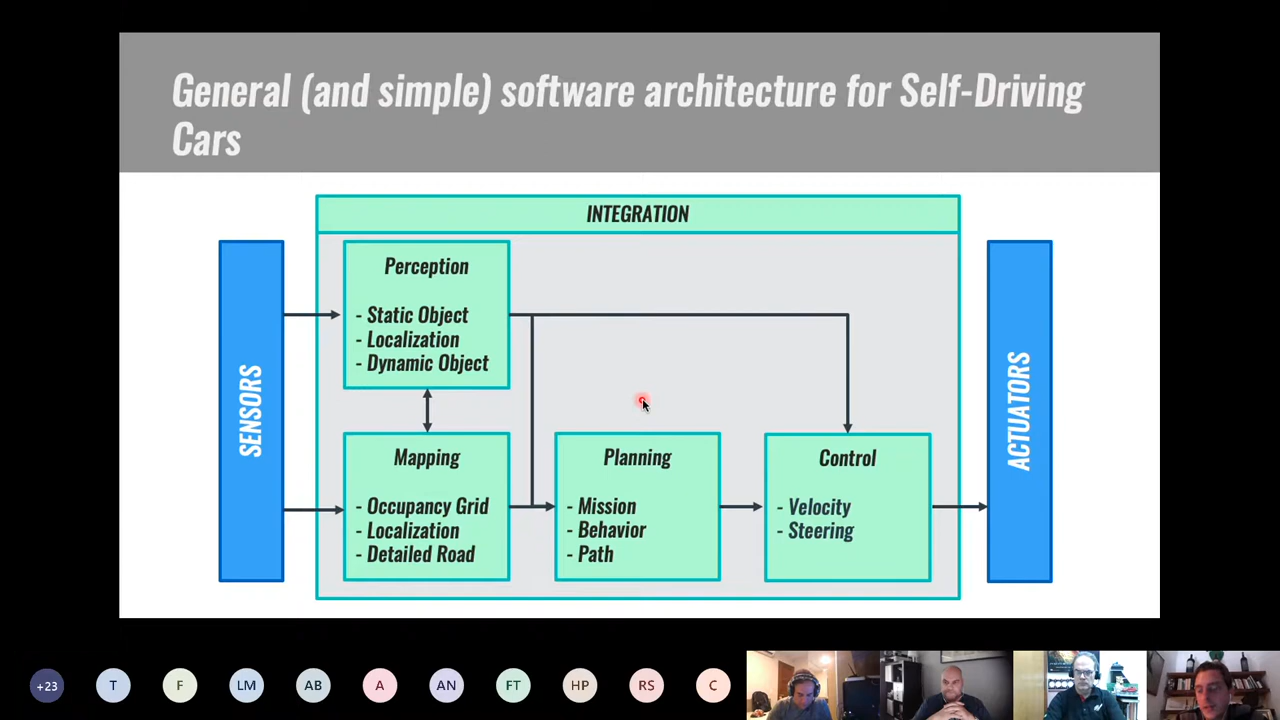 General (and simple) software architecture for Self-Driving
Cars
INTEGRATION
SENSORS
Perception
- Static Object
- Localization
- Dynamic Object
Mapping
- Occupancy Grid
- Localization
- Detailed Road
Planning
- Mission
- Behavior
- Path
Control
- Velocity
- Steering
ACTUATORS
+23
T
F
LM
AB
A
AN
FT
HP
RS
C